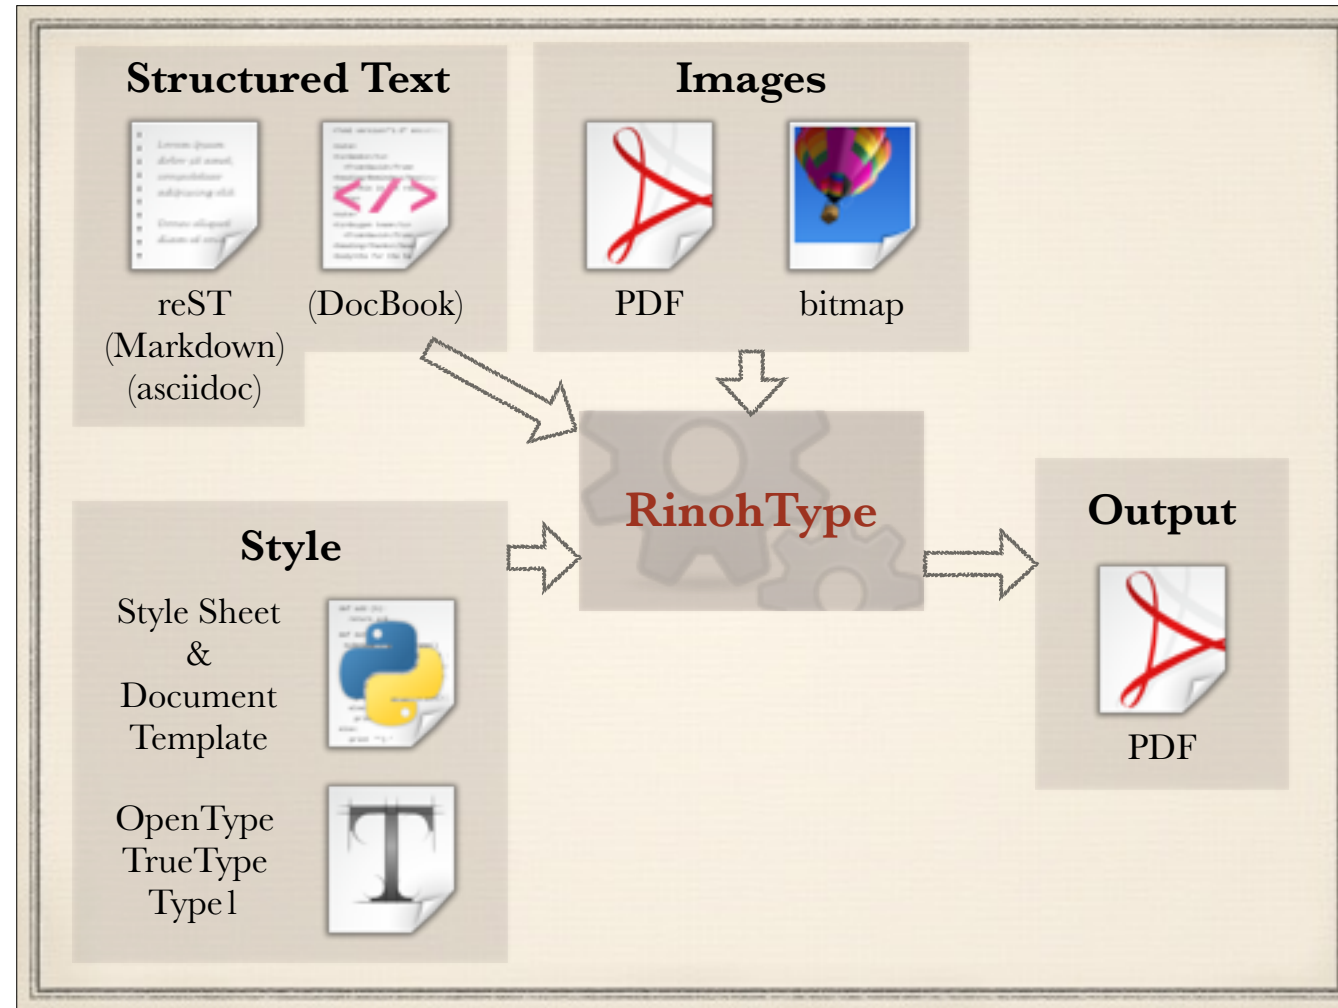 Structured Text
reST
(Markdown)
(asciidoc)
</>
(DocBook)
Images
PDF
bitmap
RinohType
Style
Style Sheet
&
Document
Template
OpenType
TrueType
Type1
T
Output
PDF